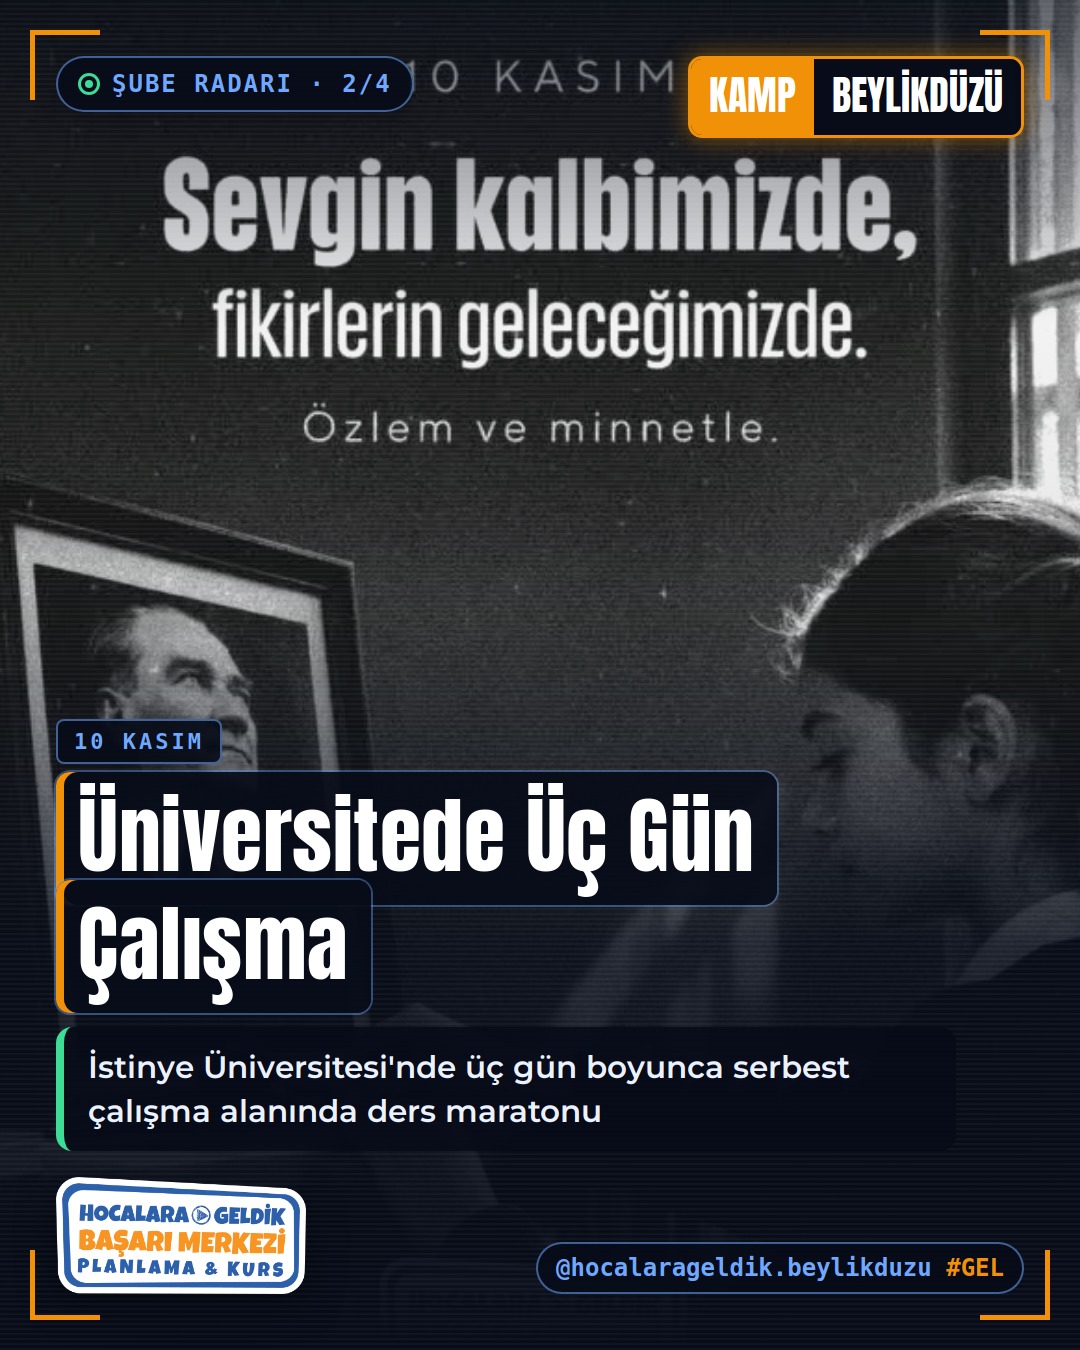 ŞUBE RADARI · 2/4
10 KASIM
KAMP BEYLİKDÜZÜ
Sevgin kalbimizde,
fikirlerin geleceğimizde.
Özlem ve minnetle.
10 KASIM
Üniversitede Üç Gün
Çalışma
İstinye Üniversitesi'nde üç gün boyunca serbest
çalışma alanında ders maratonu
HOCALARA GELDİK
BAŞARI MERKEZİ
PLANLAMA & KURS
@hocalarageldik.beylikduzu #GEL